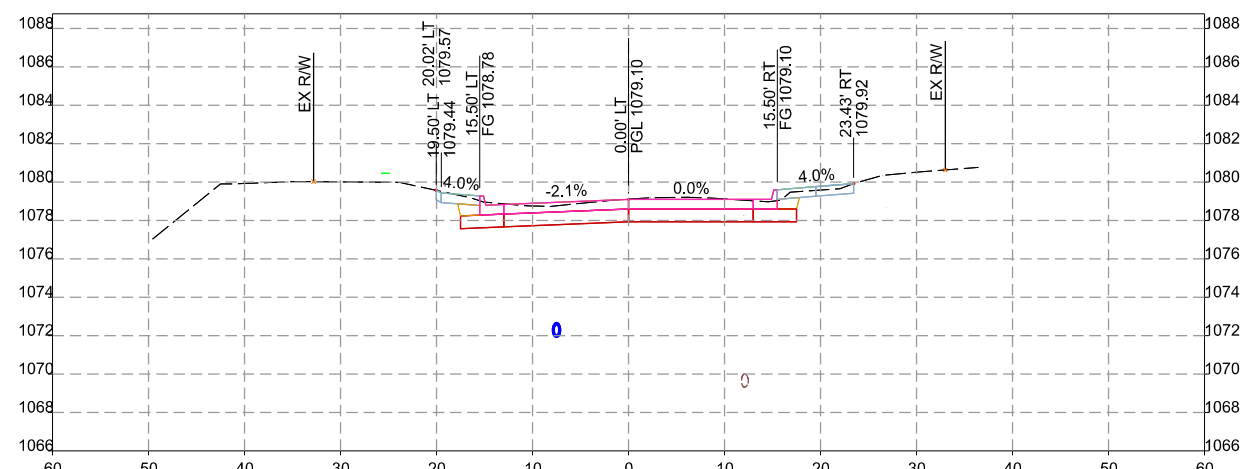 1088 1088
1086 1086
1084 1084
1082 1082
1080 1080
1078 1078
1076 1076
1074 1074
1072 1072
1070 1070
1068 1068
1066 1066
EX R/W
20.02' LT
1079.57
19.50' LT
1079.44
15.50' LT
FG 1078.78
0.00' LT
PGL 1079.10
15.50' RT
FG 1079.10
23.43' RT
1079.92
EX R/W
4.0% -2.1% 0.0% 4.0%
60 50 40 30 20 10 0 10 20 30 40 50 60